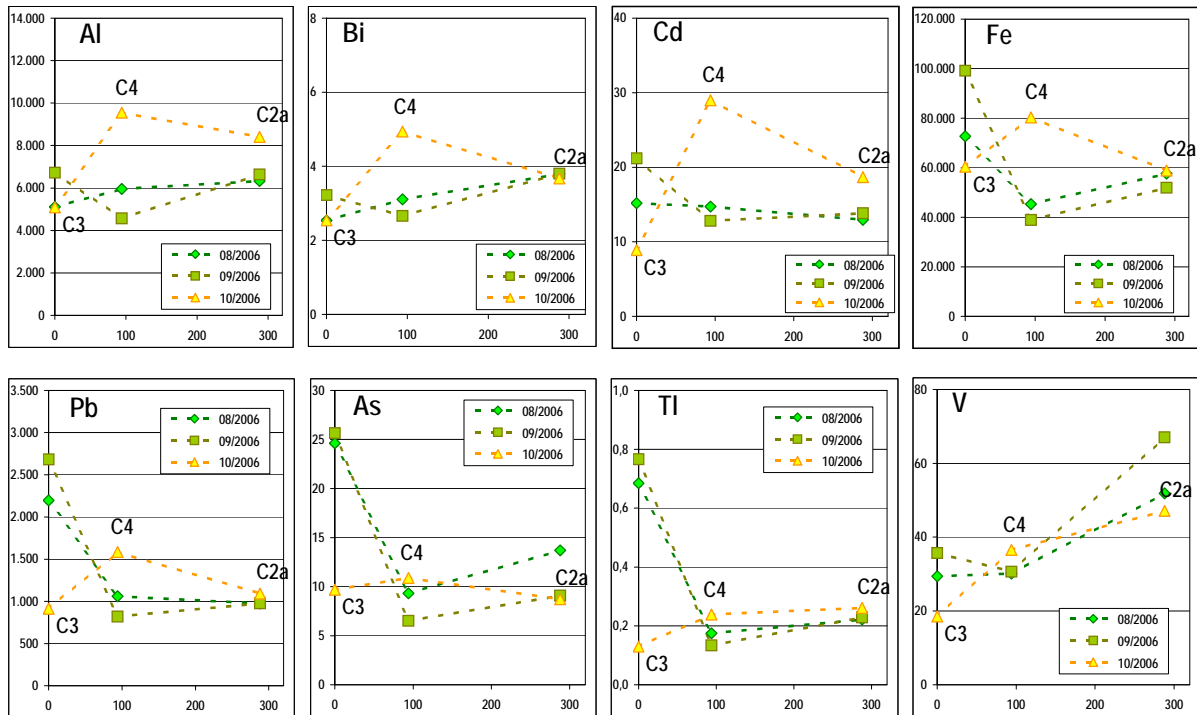 Al
14.000
12.000
10.000
8.000
6.000
4.000
2.000
0
C4
C2a
C3
08/2006
09/2006
10/2006
0 100 200 300
Bi
8
6
4
2
0
C4
C2a
C3
08/2006
09/2006
10/2006
0 100 200 300
Cd
40
30
20
10
0
C4
C2a
C3
08/2006
09/2006
10/2006
0 100 200 300
Fe
120.000
100.000
80.000
60.000
40.000
20.000
0
C4
C2a
C3
08/2006
09/2006
10/2006
0 100 200 300
Pb
3.500
3.000
2.500
2.000
1.500
1.000
500
0
08/2006
09/2006
10/2006
C4
C2a
C3
0 100 200 300
As
30
25
20
15
10
5
0
08/2006
09/2006
10/2006
C4
C2a
C3
0 100 200 300
Tl
1,0
0,8
0,6
0,4
0,2
0,0
08/2006
09/2006
10/2006
C4
C2a
C3
0 100 200 300
V
80
60
40
20
0
C2a
C4
C3
08/2006
09/2006
10/2006
0 100 200 300